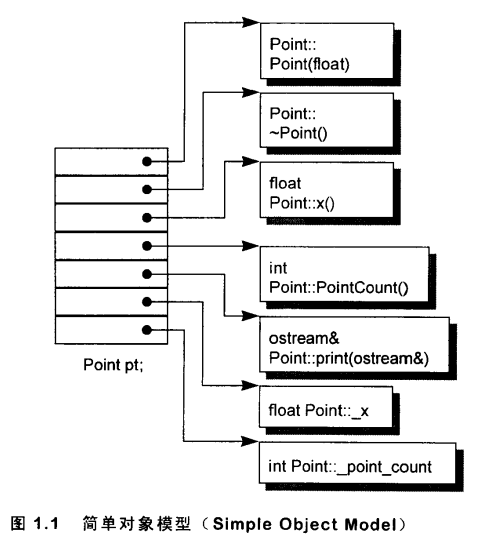 Point::
Point(float)
Point::
~Point()
float
Point::x()
int
Point::PointCount()
ostream&
Point::print(ostream&)
float Point::_x
int Point::_point_count
Point pt;
图 1.1 简单对象模型（Simple Object Model）